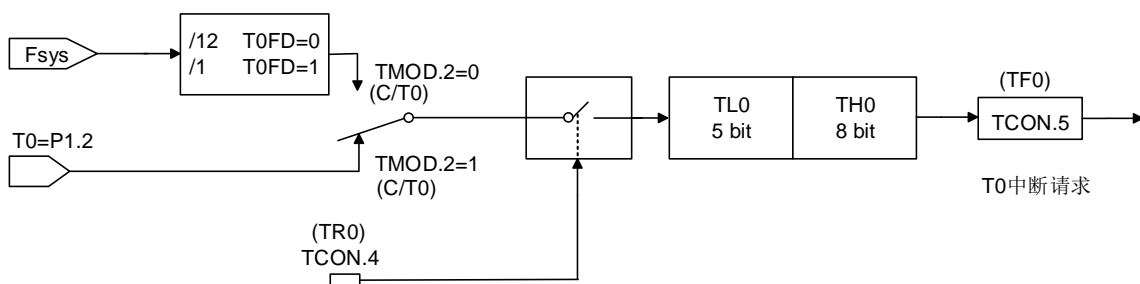 Fsys
/12 T0FD=0
/1 T0FD=1
TMOD.2=0
(C/T0)
T0=P1.2
TMOD.2=1
(C/T0)
(TR0)
TCON.4
TL0
5 bit
TH0
8 bit
(TF0)
TCON.5
T0中断请求